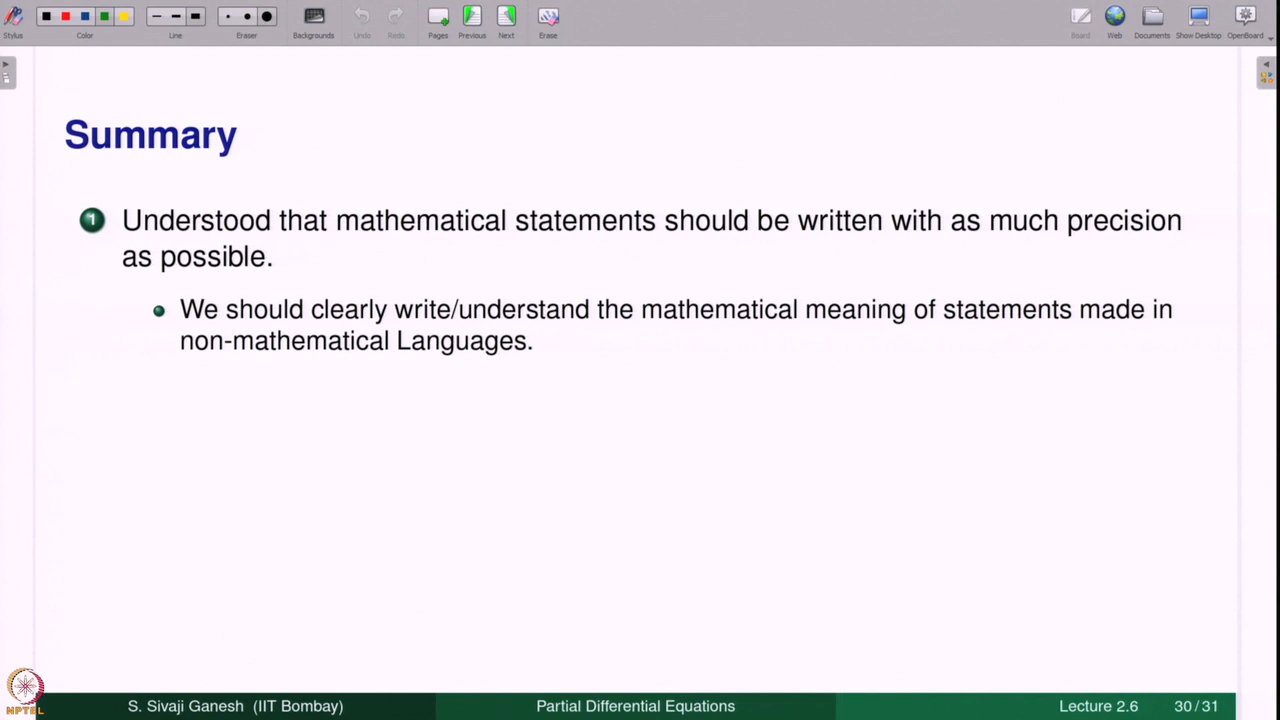 Stylus Color Line Eraser Backgrounds Undo Redo Pages Previous Next Erase Board Web Documents Show Desktop OpenBoard
Summary
1 Understood that mathematical statements should be written with as much precision
as possible.
We should clearly write/understand the mathematical meaning of statements made in
non-mathematical Languages.
NPTEL
S. Sivaji Ganesh (IIT Bombay) Partial Differential Equations Lecture 2.6 30/31